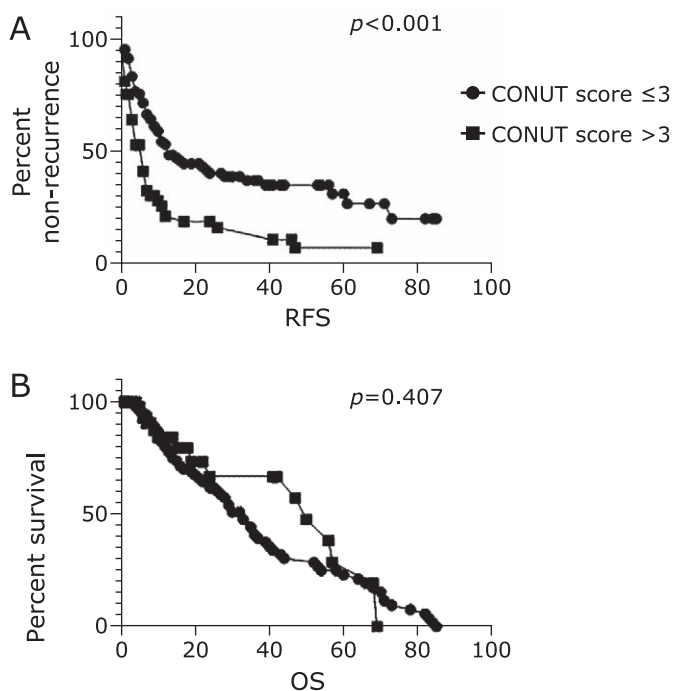 A
p<0.001
100
50
0
Percent
non-recurrence
0 20 40 60 80 100
RFS
CONUT score ≤3
CONUT score >3
B
p=0.407
100
50
0
Percent survival
0 20 40 60 80 100
OS